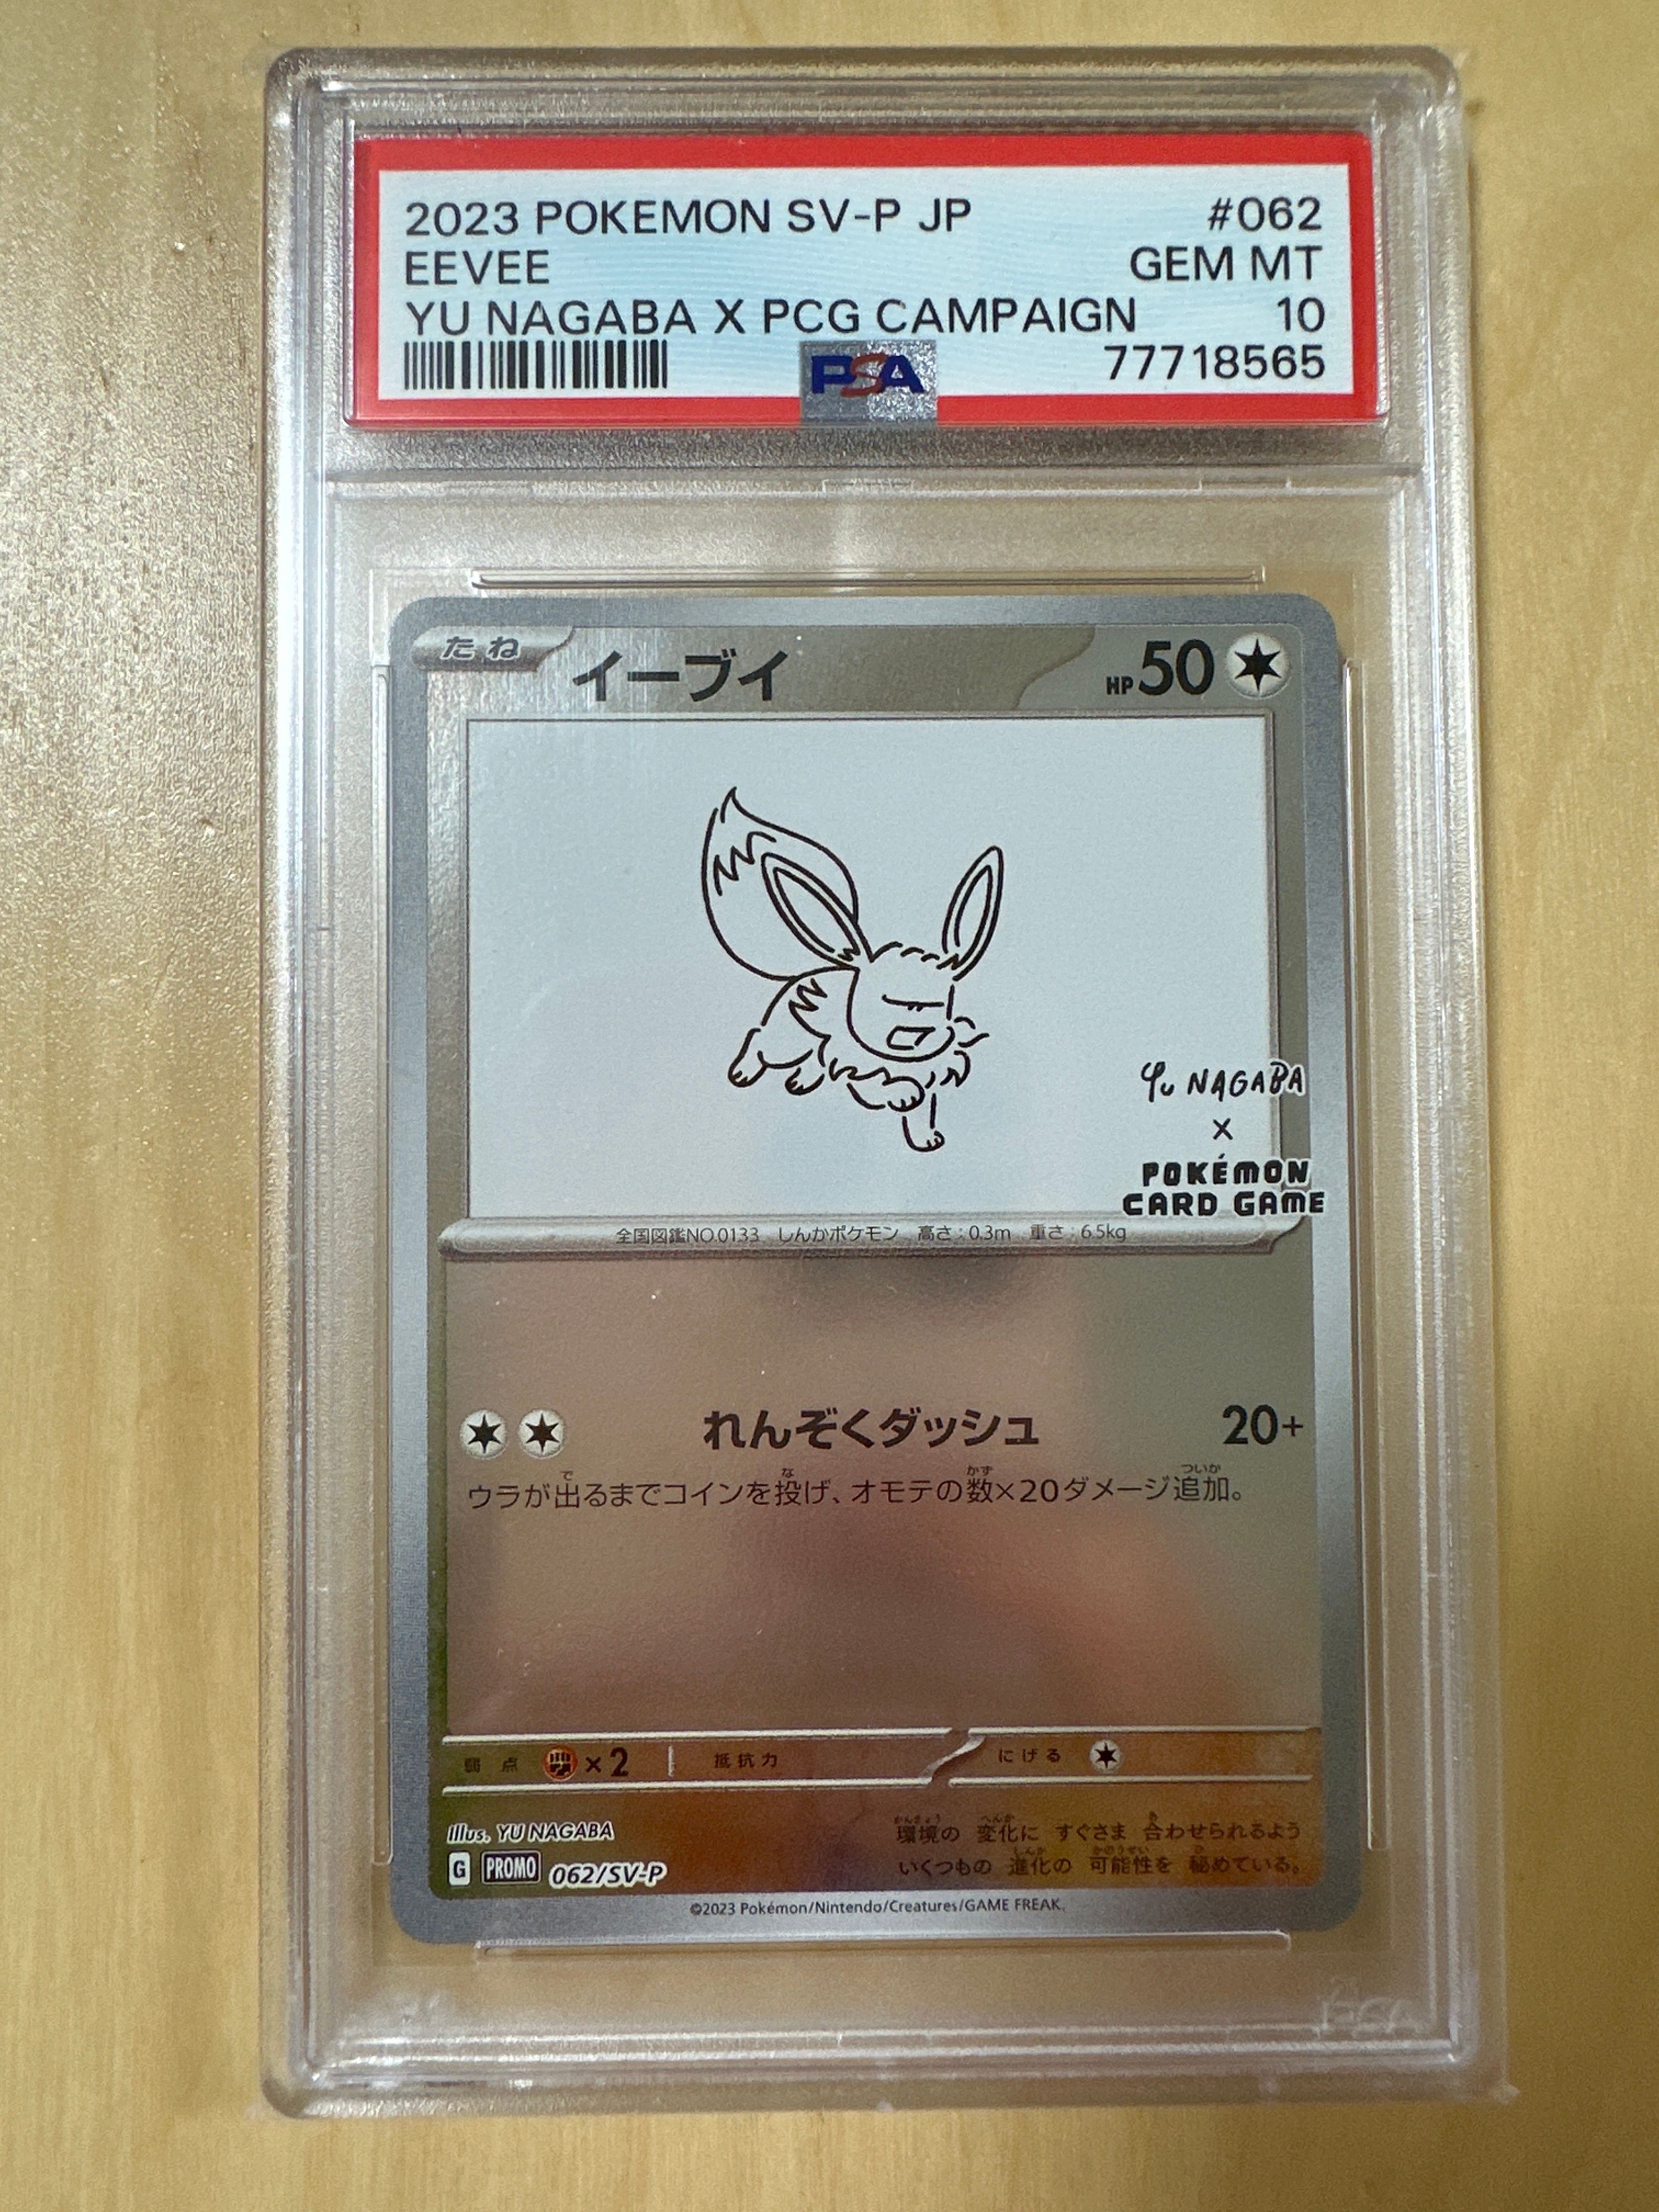 2023 POKEMON SV-P JP #062
EEVEE GEM MT
YU NAGABA X PCG CAMPAIGN 10
PSA 77718565
たね イーブイ HP 50
YU NAGABA
×
POKÉMON
CARD GAME
全国図鑑NO.0133 しんかポケモン 高さ:0.3m 重さ:6.5kg
れんぞくダッシュ 20+
ウラが出るまでコインを投げ、オモテの数×20ダメージ追加。
弱点 ×2 抵抗力 にげる
Illus. YU NAGABA
環境の 変化に すぐさま 合わせられるよう
G PROMO 062/SV-P
いくつもの 進化の 可能性を 秘めている。
©2023 Pokémon/Nintendo/Creatures/GAME FREAK.